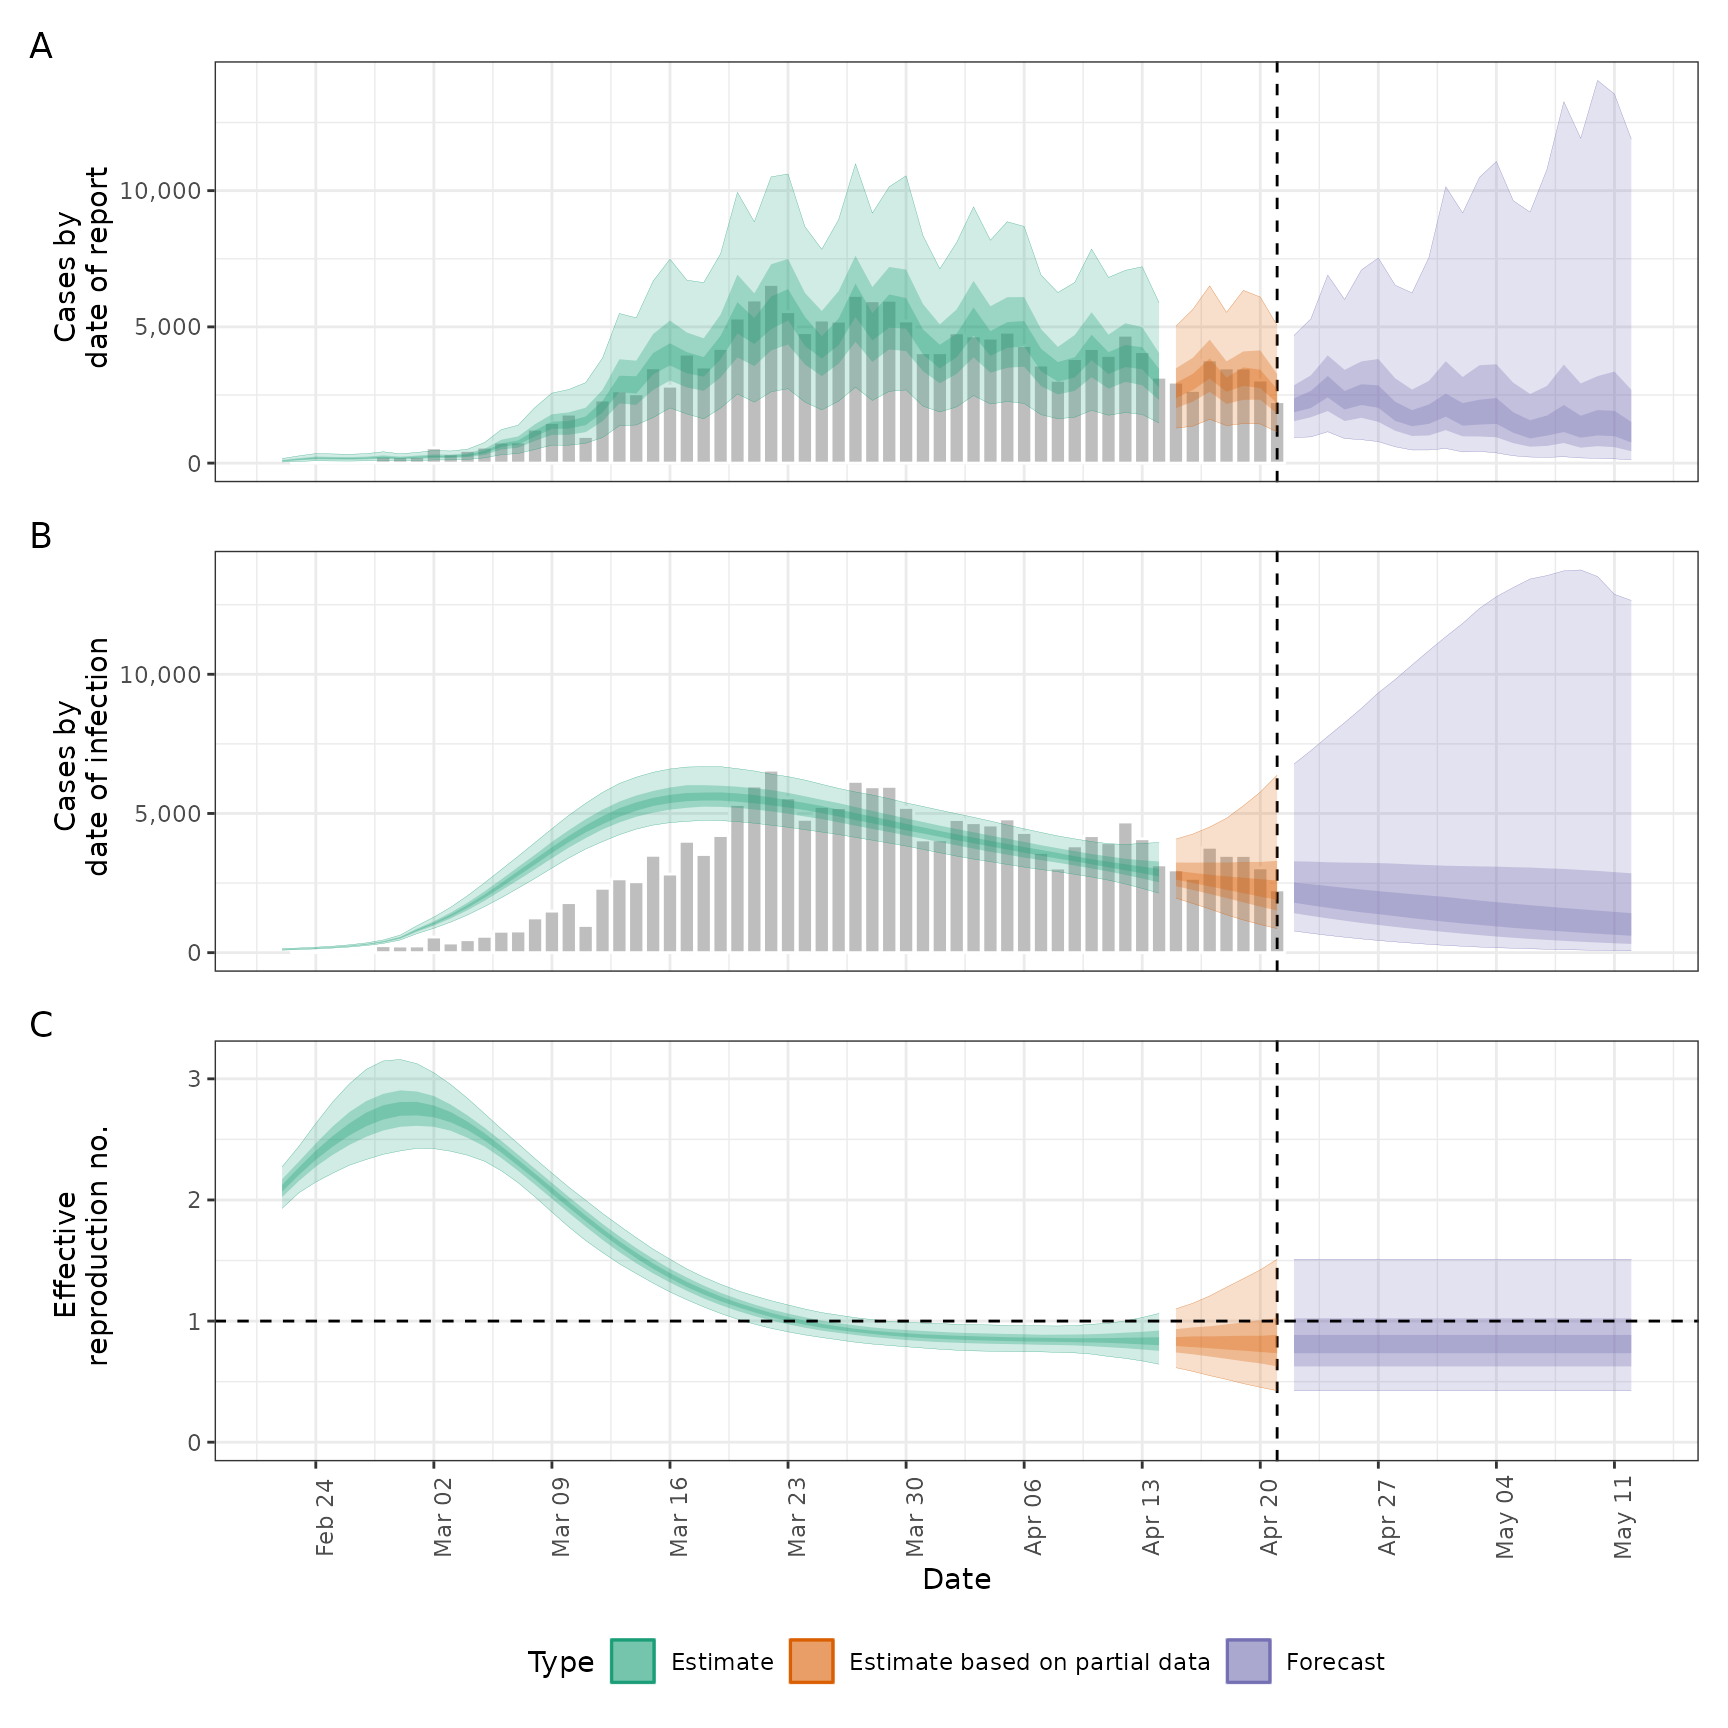 A
Cases by
date of report
10,000
5,000
0
B
Cases by
date of infection
10,000
5,000
0
C
Effective
reproduction no.
3
2
1
0
Feb 24
Mar 02
Mar 09
Mar 16
Mar 23
Mar 30
Apr 06
Apr 13
Apr 20
Apr 27
May 04
May 11
Date
Type
Estimate
Estimate based on partial data
Forecast